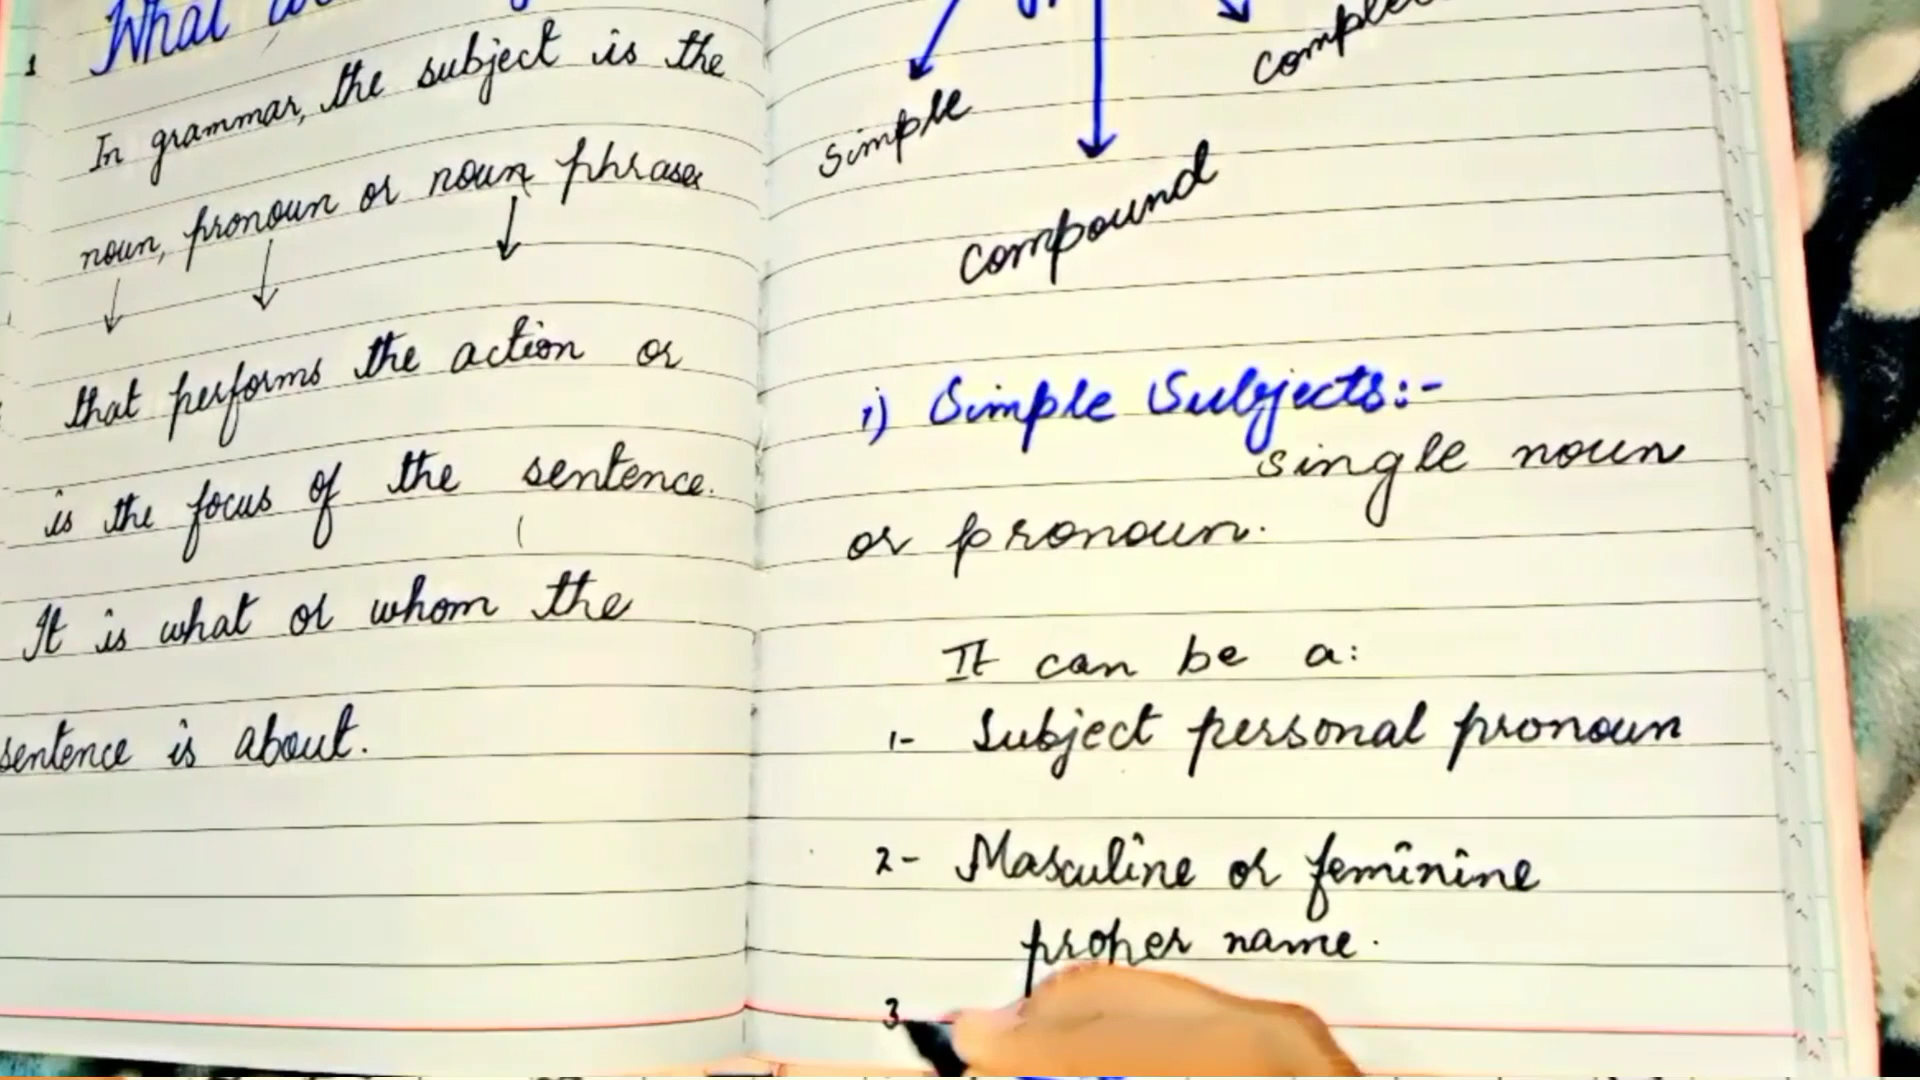 What
1
In grammar, the subject is the
noun, pronoun or noun phrases
that performs the action or
is the focus of the sentence.
It is what or whom the
sentence is about.
Simple
compound
1) Simple Subjects:-
single noun
or pronoun.
It can be a:
1- Subject personal pronoun
2- Masculine or feminine
proper name.
3